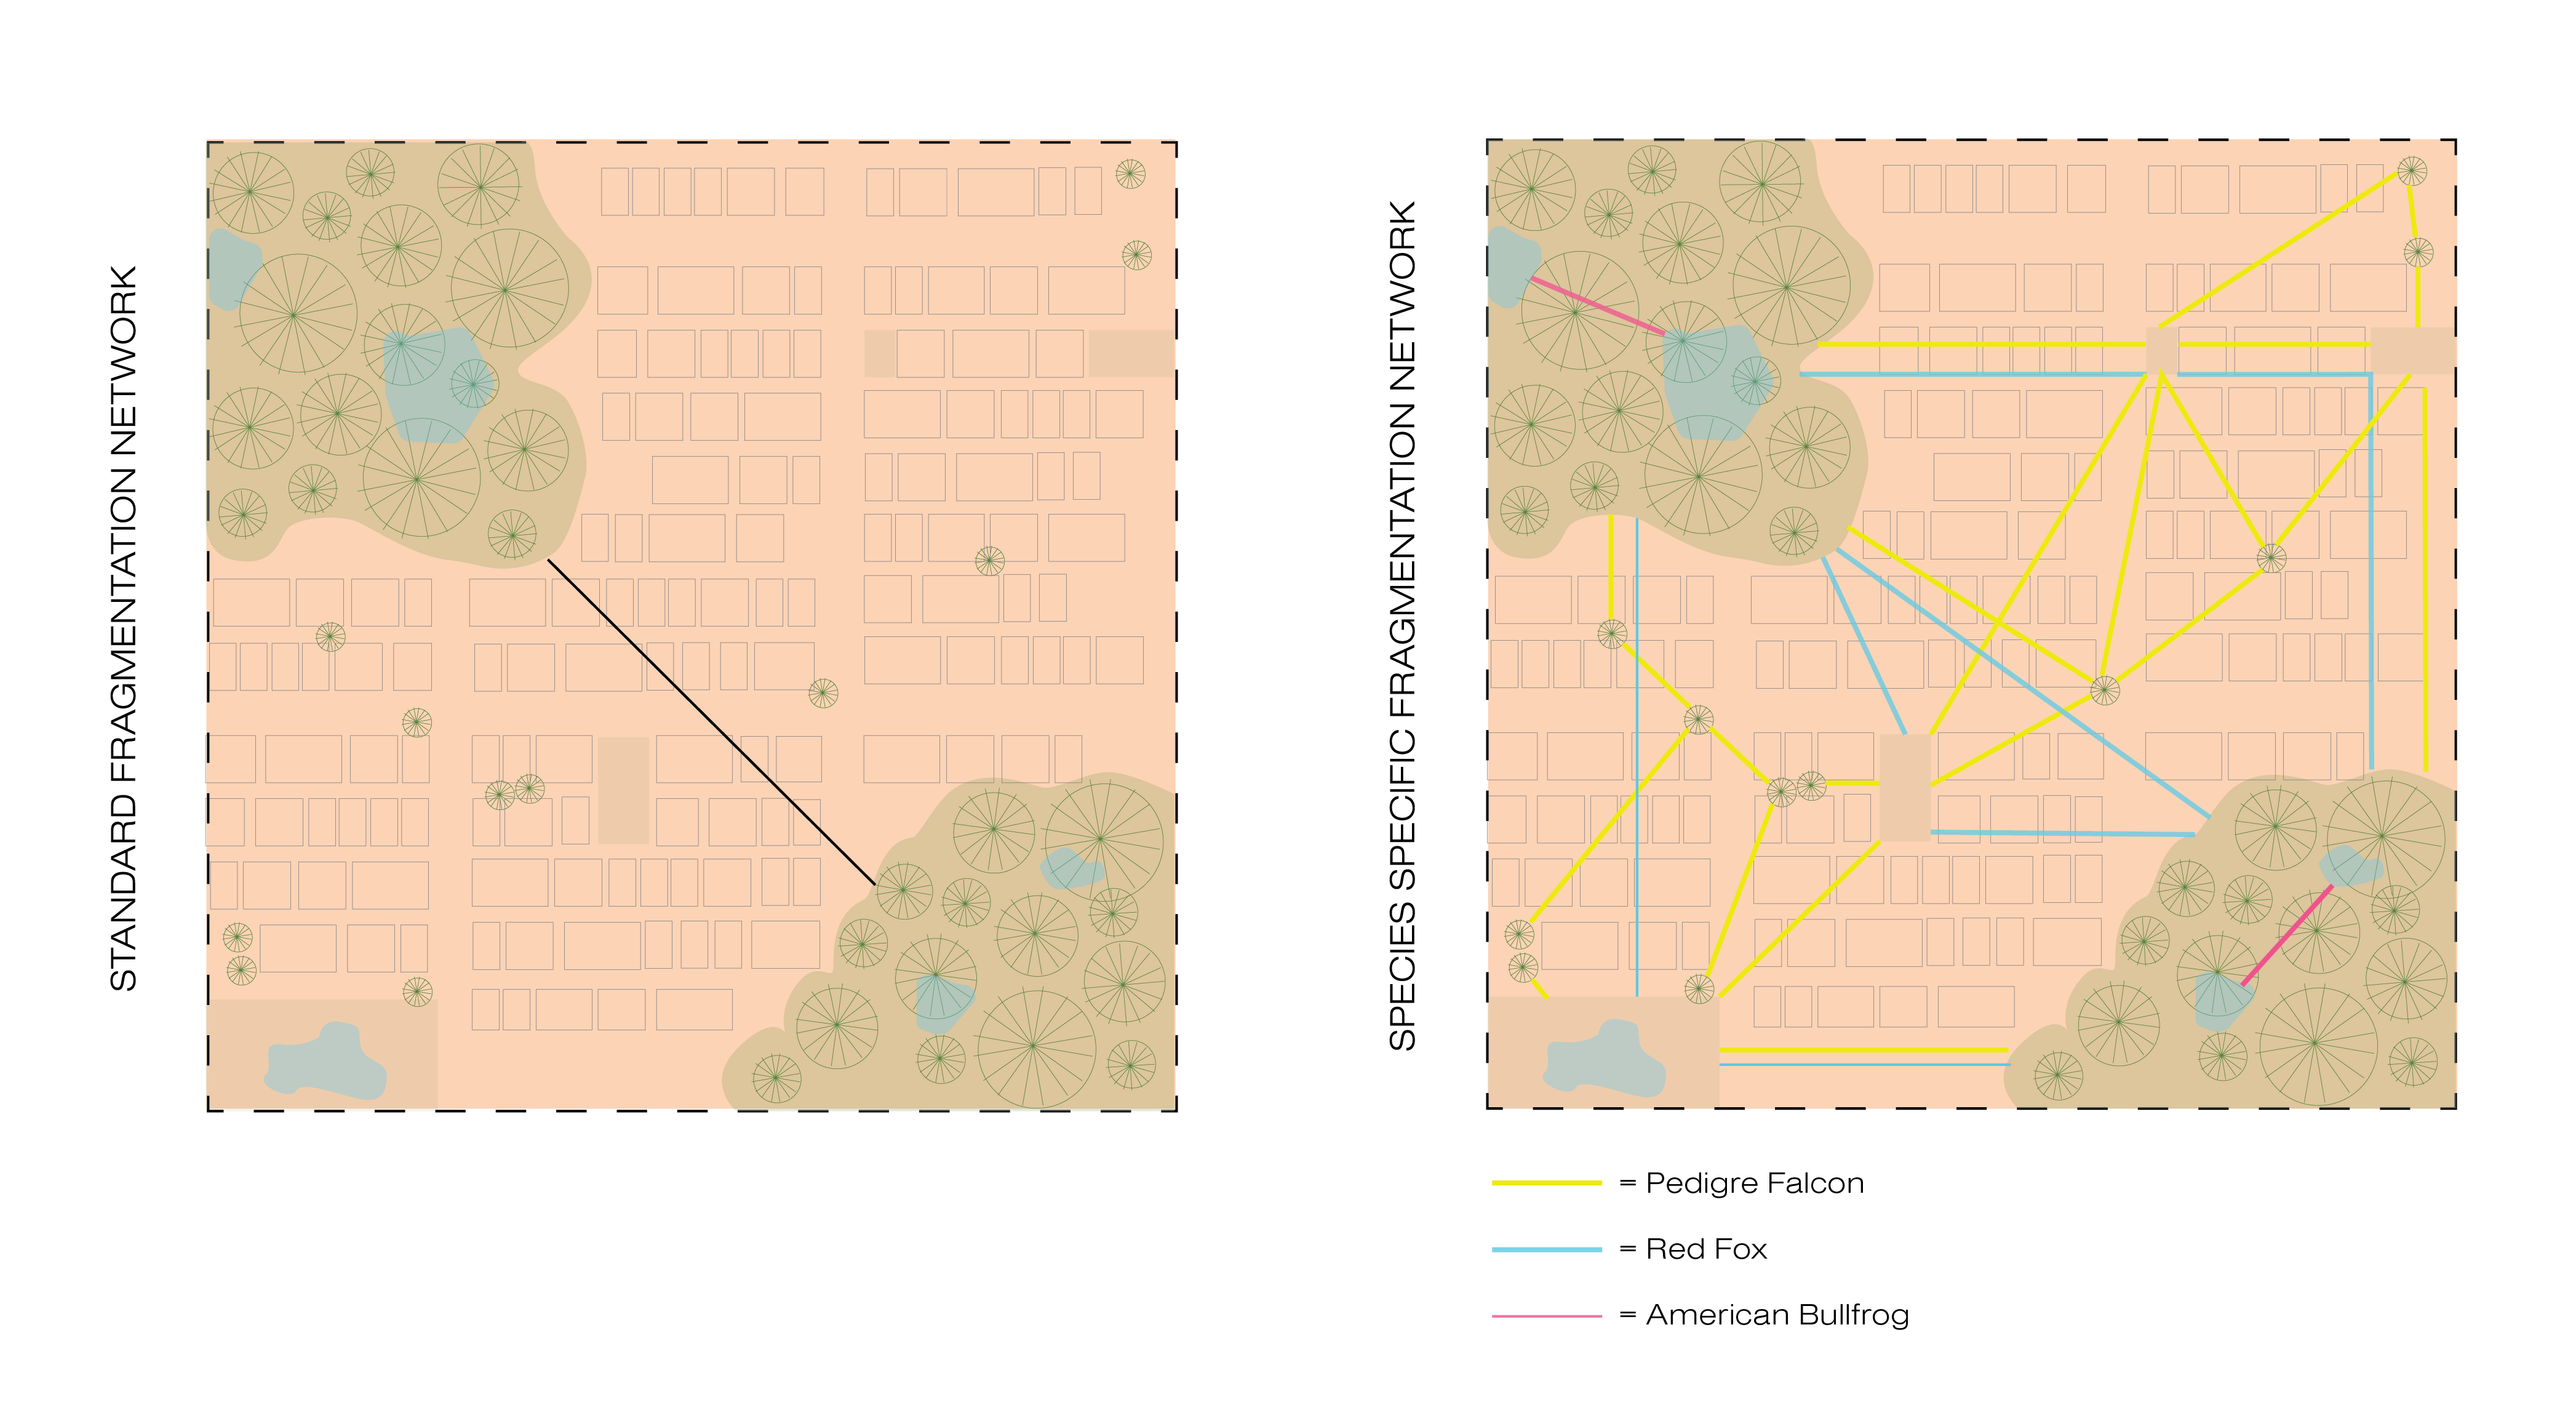 STANDARD FRAGMENTATION NETWORK
SPECIES SPECIFIC FRAGMENTATION NETWORK
= Pedigre Falcon
= Red Fox
= American Bullfrog